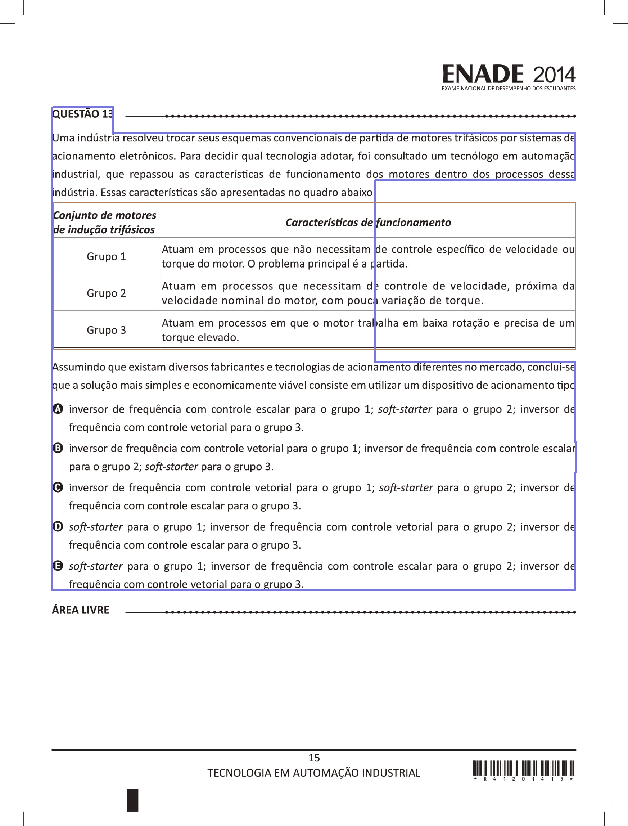 ENADE 2014
EXAME NACIONAL DE DESEMPENHO DOS ESTUDANTES
QUESTÃO 13
Uma indústria resolveu trocar seus esquemas convencionais de partida de motores trifásicos por sistemas de
acionamento eletrônicos. Para decidir qual tecnologia adotar, foi consultado um tecnólogo em automação
industrial, que repassou as características de funcionamento dos motores dentro dos processos dessa
indústria. Essas características são apresentadas no quadro abaixo
Conjunto de motores
de indução trifásicos
Características de funcionamento
Grupo 1
Atuam em processos que não necessitam de controle específico de velocidade ou
torque do motor. O problema principal é a partida.
Grupo 2
Atuam em processos que necessitam de controle de velocidade, próxima da
velocidade nominal do motor, com pouca variação de torque.
Grupo 3
Atuam em processos em que o motor trabalha em baixa rotação e precisa de um
torque elevado.
Assumindo que existam diversos fabricantes e tecnologias de acionamento diferentes no mercado, conclui-se
que a solução mais simples e economicamente viável consiste em utilizar um dispositivo de acionamento tipo
A inversor de frequência com controle escalar para o grupo 1; soft-starter para o grupo 2; inversor de
frequência com controle vetorial para o grupo 3.
B inversor de frequência com controle vetorial para o grupo 1; inversor de frequência com controle escalar
para o grupo 2; soft-starter para o grupo 3.
C inversor de frequência com controle vetorial para o grupo 1; soft-starter para o grupo 2; inversor de
frequência com controle escalar para o grupo 3.
D soft-starter para o grupo 1; inversor de frequência com controle vetorial para o grupo 2; inversor de
frequência com controle escalar para o grupo 3.
E soft-starter para o grupo 1; inversor de frequência com controle escalar para o grupo 2; inversor de
frequência com controle vetorial para o grupo 3.
ÁREA LIVRE
15
TECNOLOGIA EM AUTOMAÇÃO INDUSTRIAL